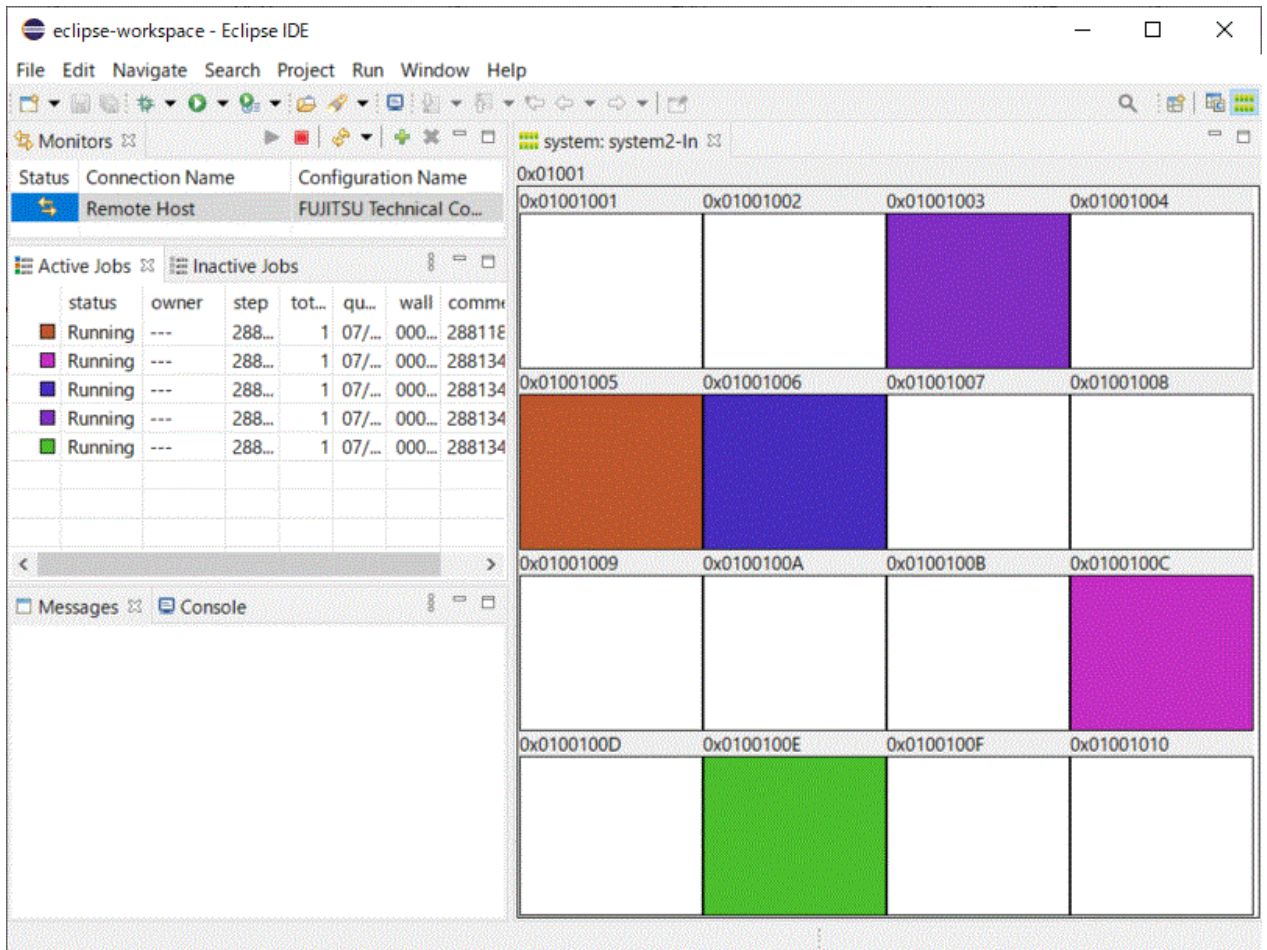 eclipse-workspace - Eclipse IDE
File Edit Navigate Search Project Run Window Help
Monitors
Status Connection Name Configuration Name
Remote Host FUJITSU Technical Co...
Active Jobs Inactive Jobs
status owner step tot... qu... wall comme
Running --- 288... 1 07/... 000... 288118
Running --- 288... 1 07/... 000... 288134
Running --- 288... 1 07/... 000... 288134
Running --- 288... 1 07/... 000... 288134
Running --- 288... 1 07/... 000... 288134
Messages Console
system: system2-In
0x01001
0x01001001 0x01001002 0x01001003 0x01001004
0x01001005 0x01001006 0x01001007 0x01001008
0x01001009 0x0100100A 0x0100100B 0x0100100C
0x0100100D 0x0100100E 0x0100100F 0x01001010